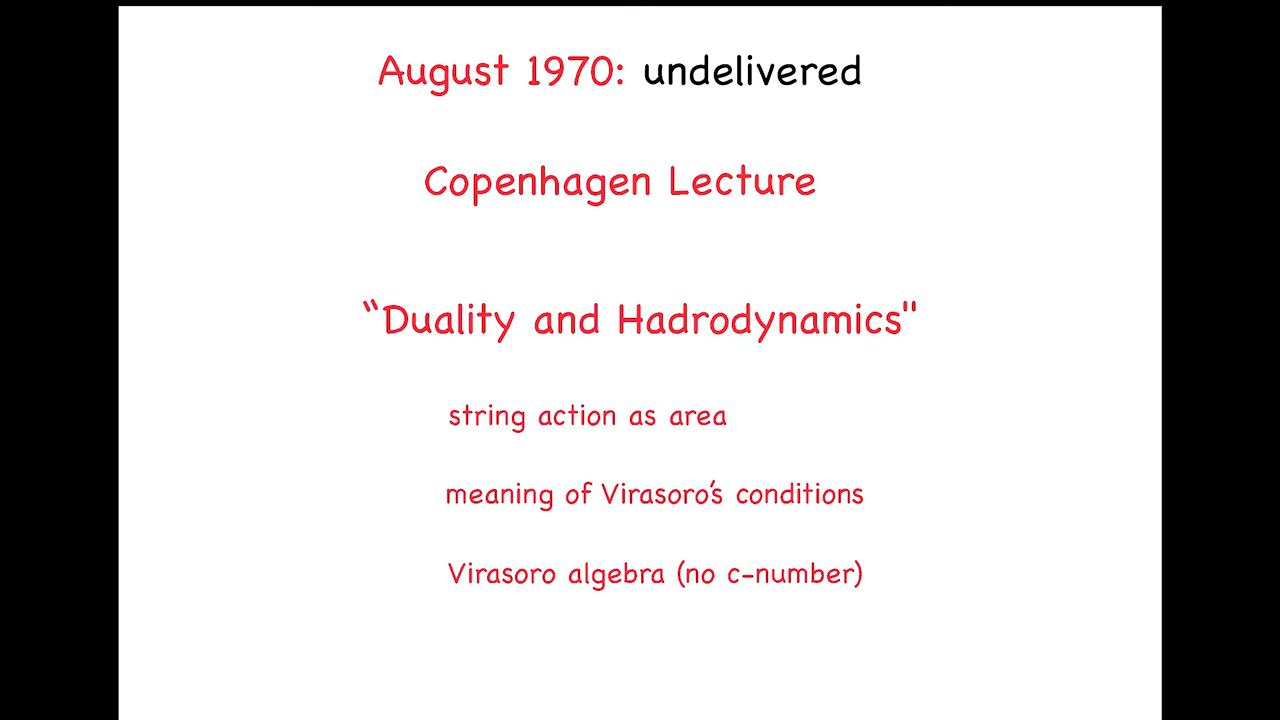 August 1970: undelivered
Copenhagen Lecture
“Duality and Hadrodynamics"
string action as area
meaning of Virasoro’s conditions
Virasoro algebra (no c-number)